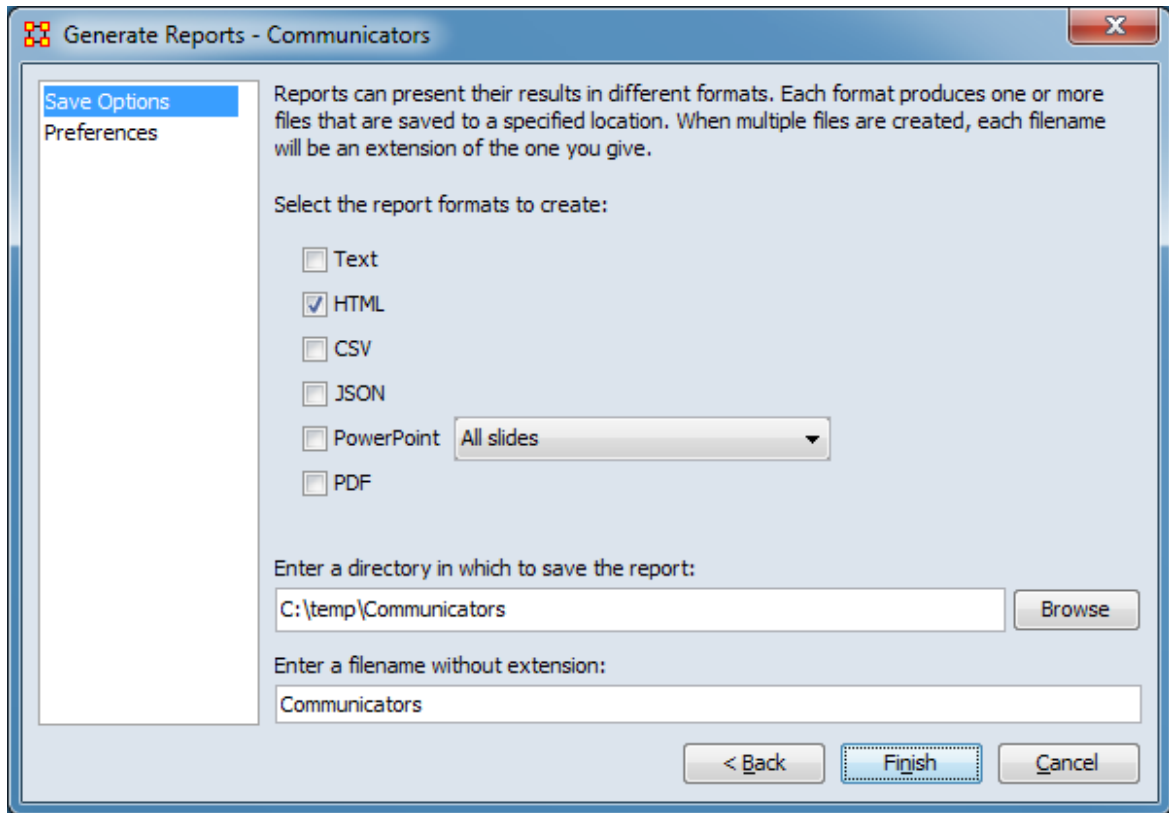 Generate Reports - Communicators
Save Options
Preferences
Reports can present their results in different formats. Each format produces one or more
files that are saved to a specified location. When multiple files are created, each filename
will be an extension of the one you give.
Select the report formats to create:
Text
HTML
CSV
JSON
PowerPoint All slides
PDF
Enter a directory in which to save the report:
C:\temp\Communicators Browse
Enter a filename without extension:
Communicators
< Back Finish Cancel